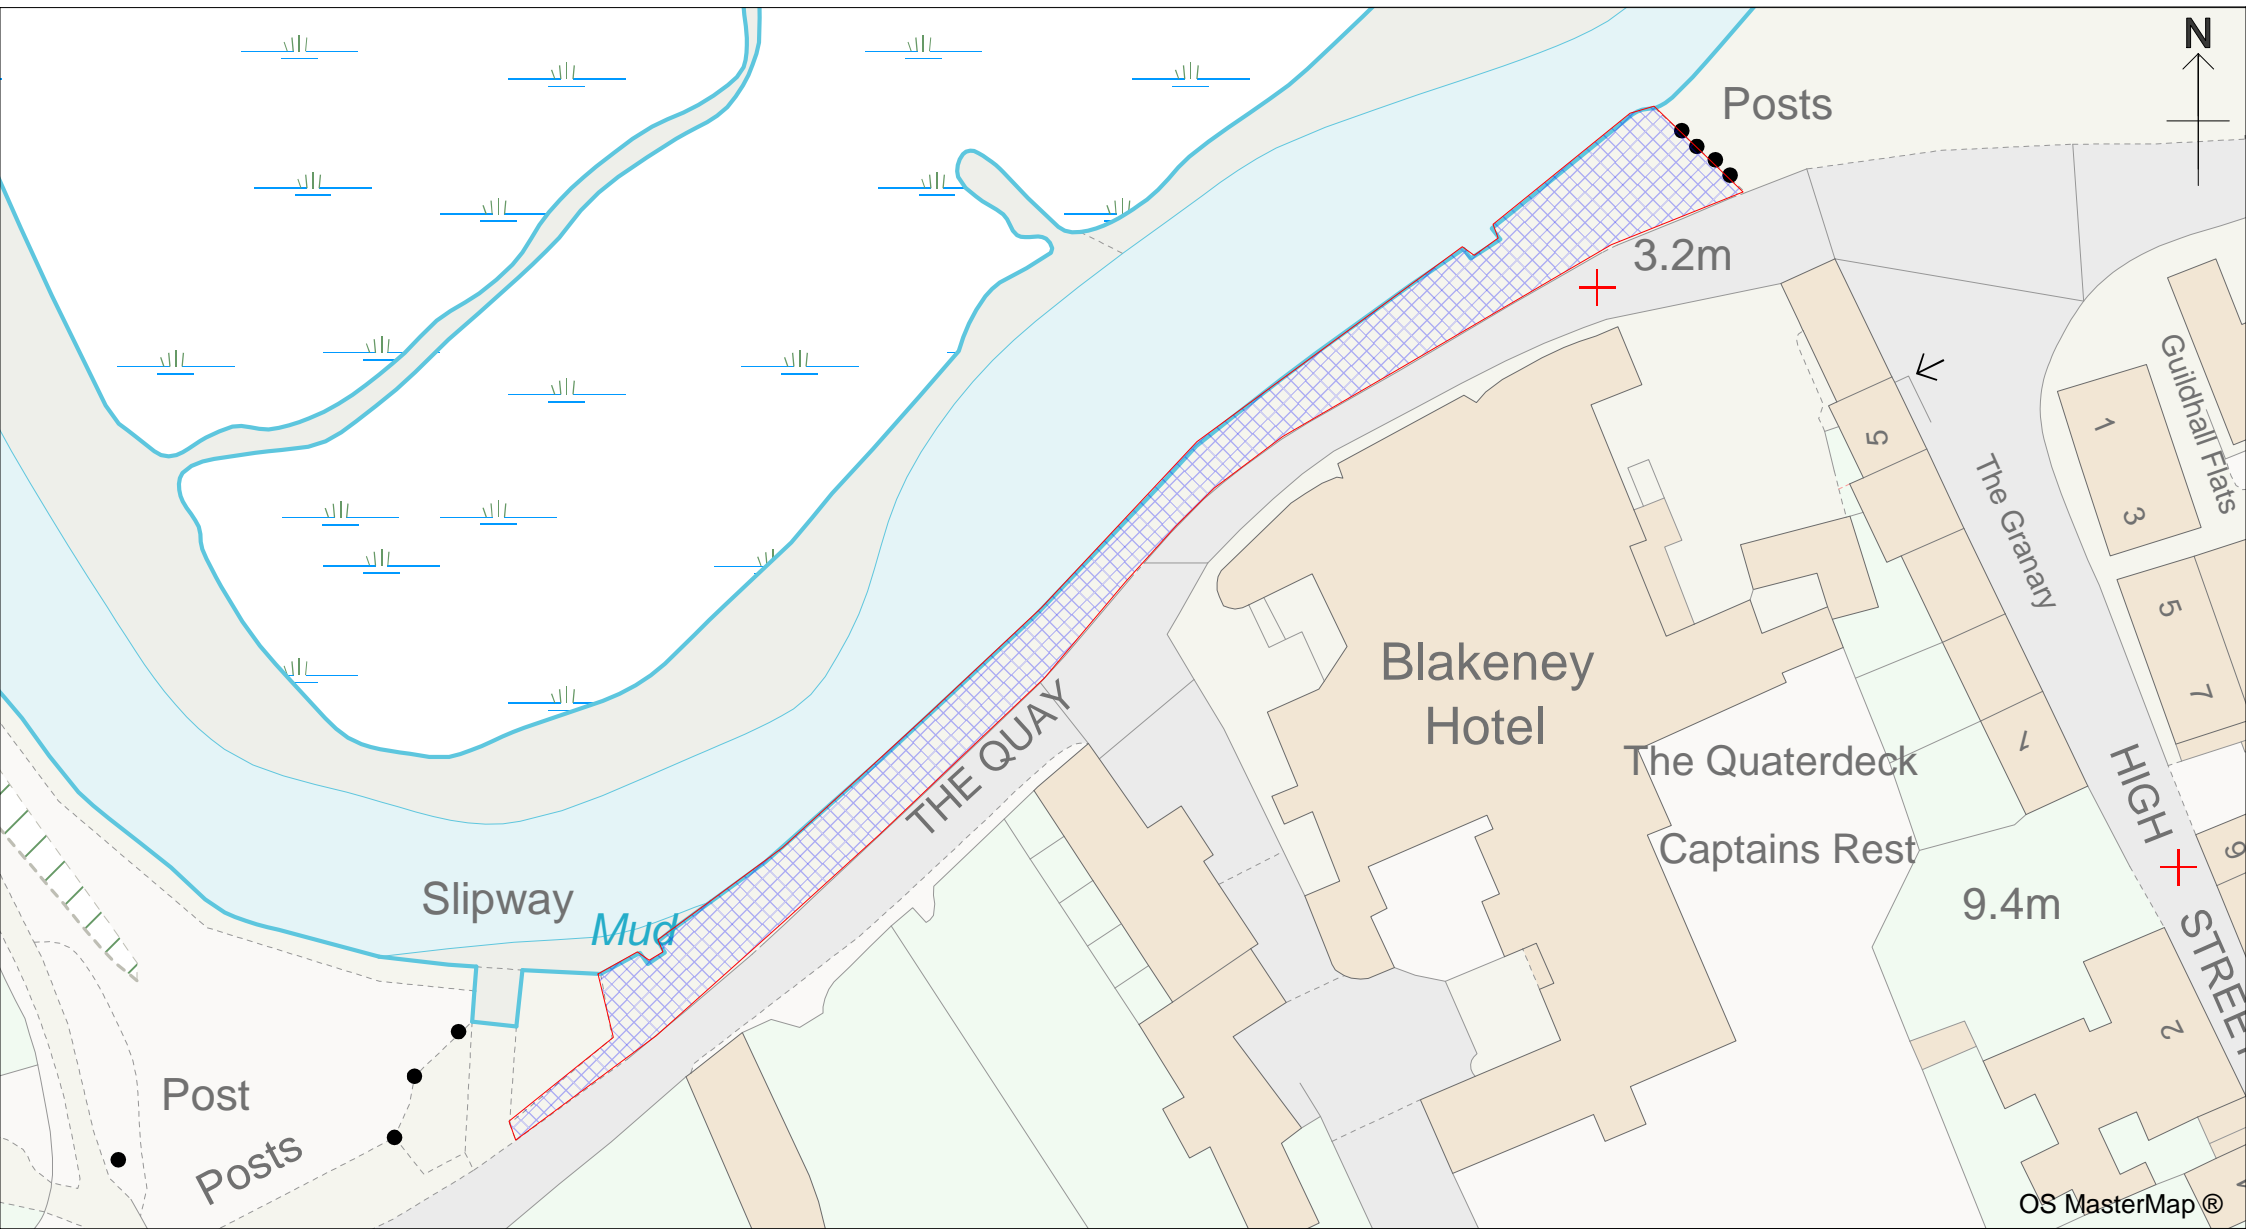 N
Posts
3.2m
Guildhall Flats
1
3
5
The Granary
5
7
Blakeney
Hotel
THE QUAY
1
The Quaterdeck
HIGH STREET
Captains Rest
9
Slipway
Mud
9.4m
2
Post
Posts
OS MasterMap ®